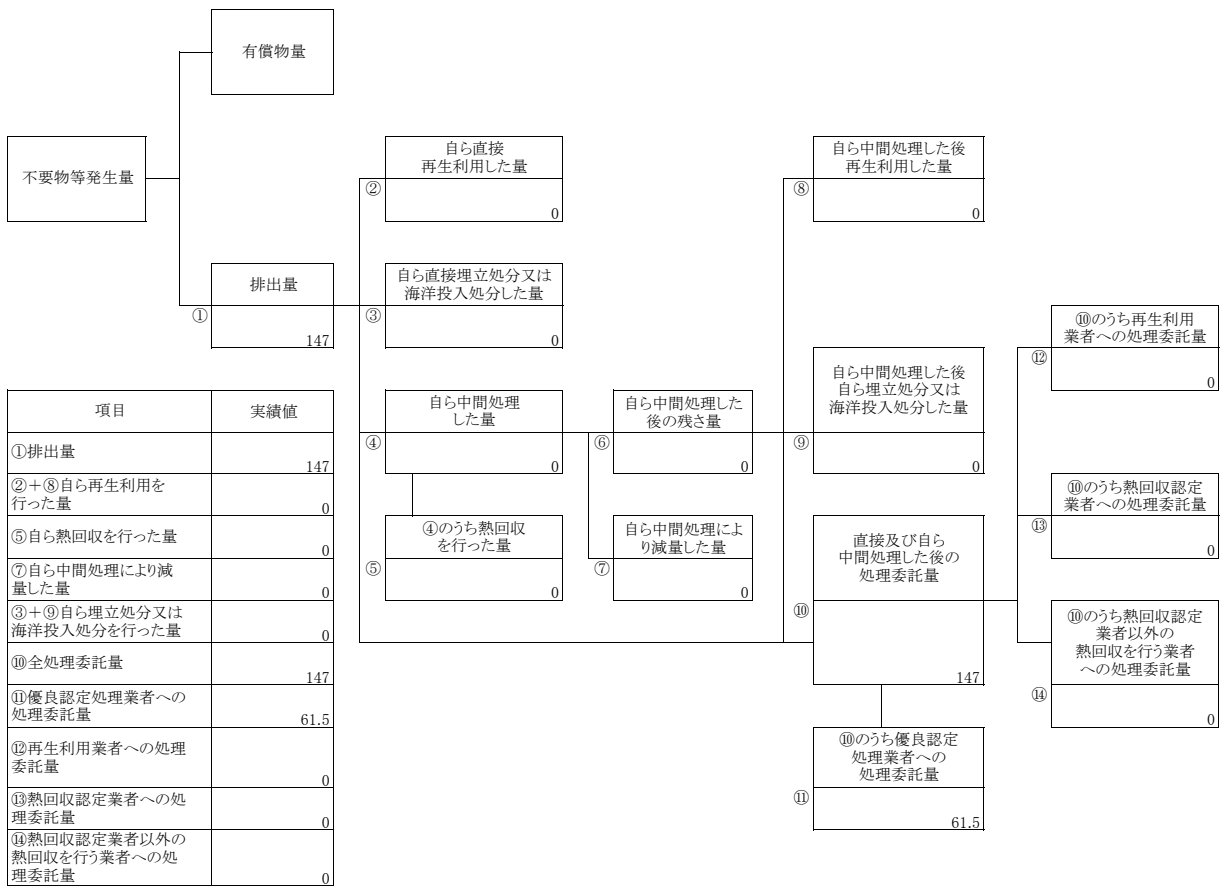 有償物量
不要物等発生量
自ら直接
再生利用した量
②
0
自ら中間処理した後
再生利用した量
⑧
0
排出量
①
147
自ら直接埋立処分又は
海洋投入処分した量
③
0
⑩のうち再生利用
業者への処理委託量
⑫
0
自ら中間処理
した量
④
0
自ら中間処理した
後の残さ量
⑥
0
自ら中間処理した後
自ら埋立処分又は
海洋投入処分した量
⑨
0
⑩のうち熱回収認定
業者への処理委託量
⑬
0
④のうち熱回収
を行った量
⑤
0
自ら中間処理によ
り減量した量
⑦
0
直接及び自ら
中間処理した後の
処理委託量
⑩
147
⑩のうち熱回収認定
業者以外の
熱回収を行う業者
への処理委託量
⑭
0
⑩のうち優良認定
処理業者への
処理委託量
⑪
61.5
項目
実績値
①排出量
147
②+⑧自ら再生利用を
行った量
0
⑤自ら熱回収を行った量
0
⑦自ら中間処理により減
量した量
0
③+⑨自ら埋立処分又は
海洋投入処分を行った量
0
⑩全処理委託量
147
⑪優良認定処理業者への
処理委託量
61.5
⑫再生利用業者への処理
委託量
0
⑬熱回収認定業者への処
理委託量
0
⑭熱回収認定業者以外の
熱回収を行う業者への処
理委託量
0